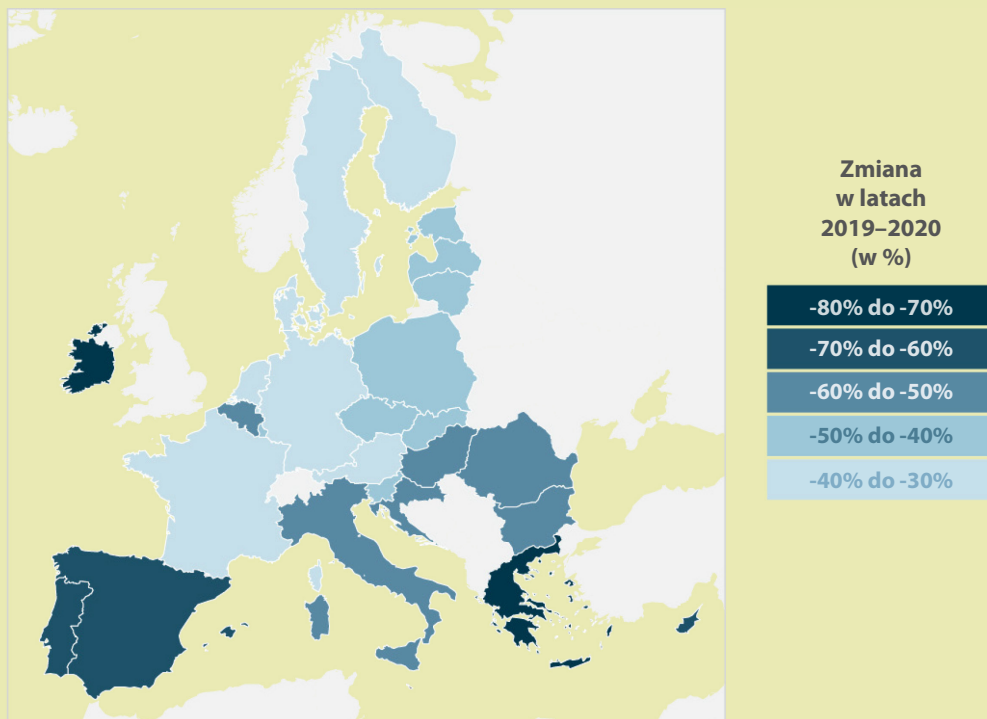 Zmiana
w latach
2019–2020
(w %)
-80% do -70%
-70% do -60%
-60% do -50%
-50% do -40%
-40% do -30%